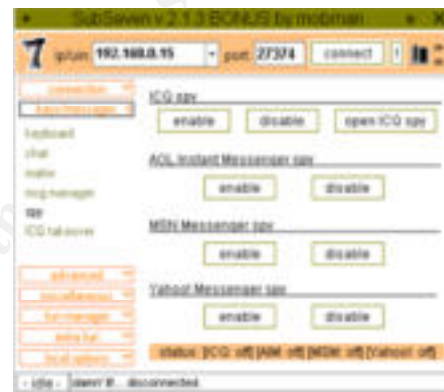 SubSeven v 2.1.3 BONUS by mobman
ip/uin: 192.168.0.15 port: 27374 connect
connection
keys/messages
keyboard
chat
matrix
msg manager
spy
ICQ takeover
advanced
miscellaneous
fun manager
extra fun
local options
ICQ spy
enable disable open ICQ spy
AOL Instant Messenger spy
enable disable
MSN Messenger spy
enable disable
Yahoo! Messenger spy
enable disable
status: [ICQ: off] [AIM: off] [MSN: off] [Yahoo!: off]
- idle - disconnected